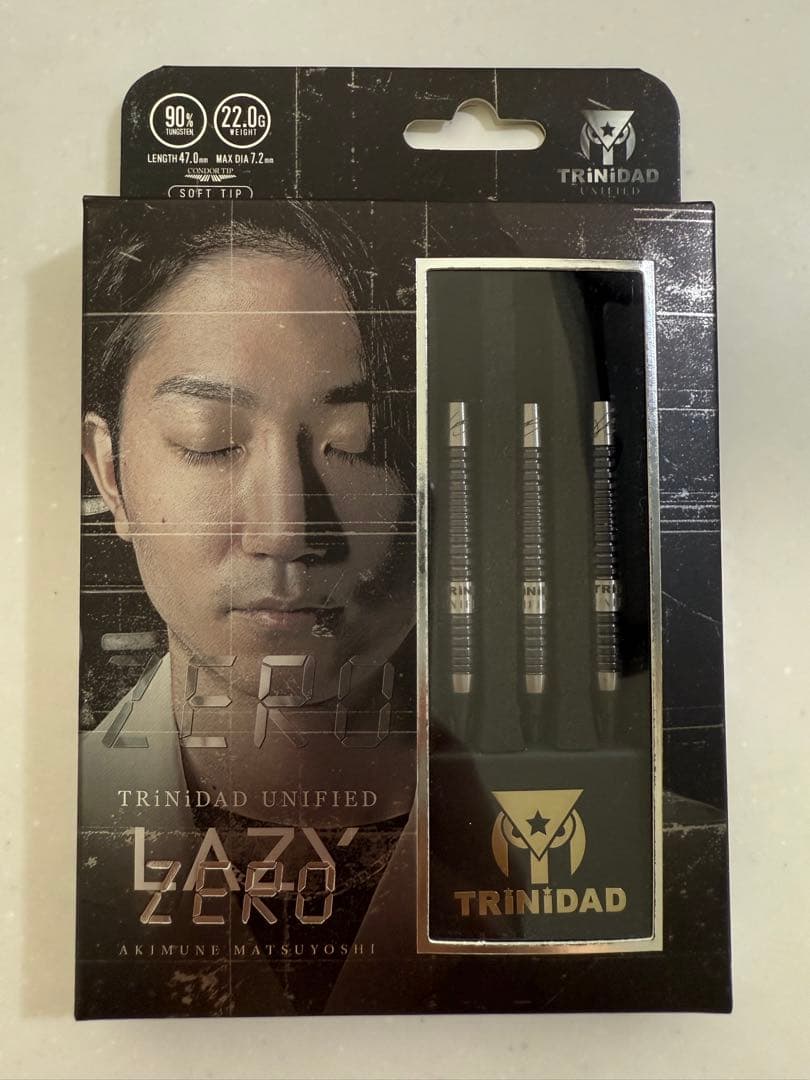 90%
TUNGSTEN
22.0G
WEIGHT
LENGTH 47.0mm MAX DIA 7.2mm
CONDOR TIP
SOFT TIP
TRiNiDAD
UNIFIED
ZERO
TRiNiDAD UNIFIED
LAZY
ZERO
AKIMUNE MATSUYOSHI
TRiNiDAD